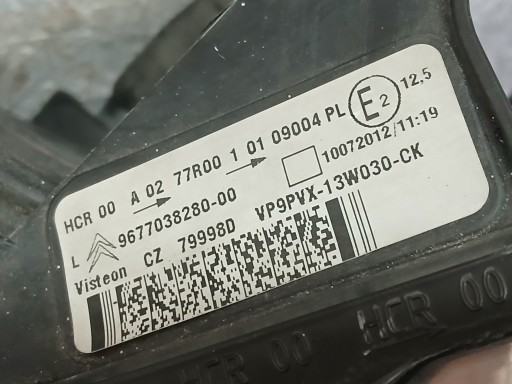 HCR 00 A 02 77R00 1 01 09004 PL E2 12,5
10072012/11:19
L 9677038280-00
VP9PVX-13W030-CK
Visteon CZ 79998D
HCR 00 HCR 00